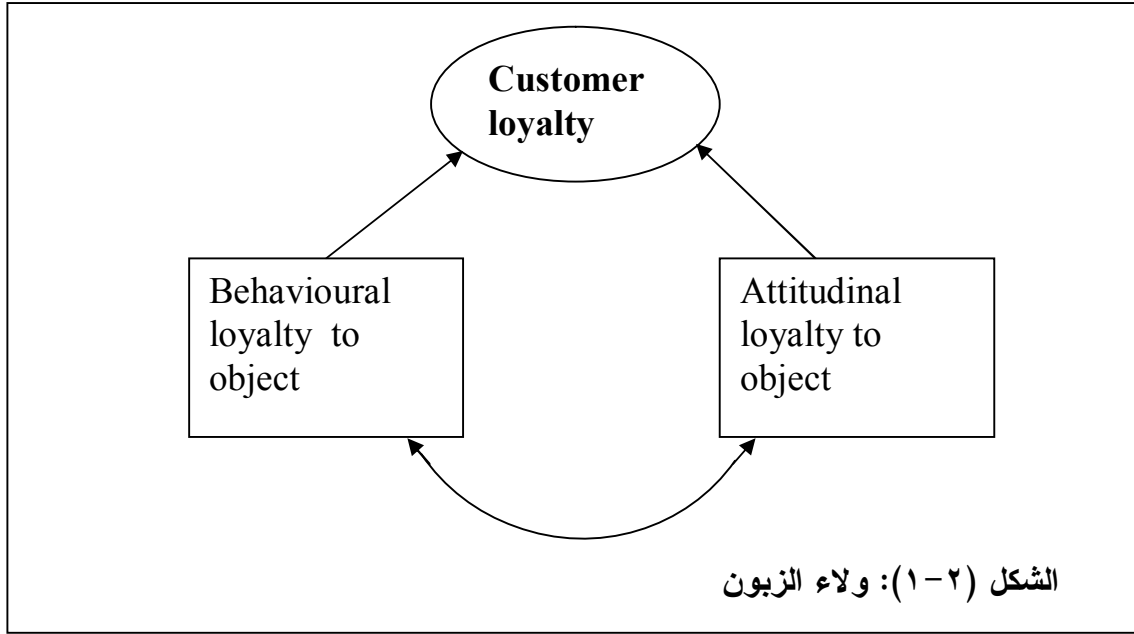 Customer
loyalty
Behavioural
loyalty to
object
Attitudinal
loyalty to
object
الشكل (٢-١): ولاء الزبون